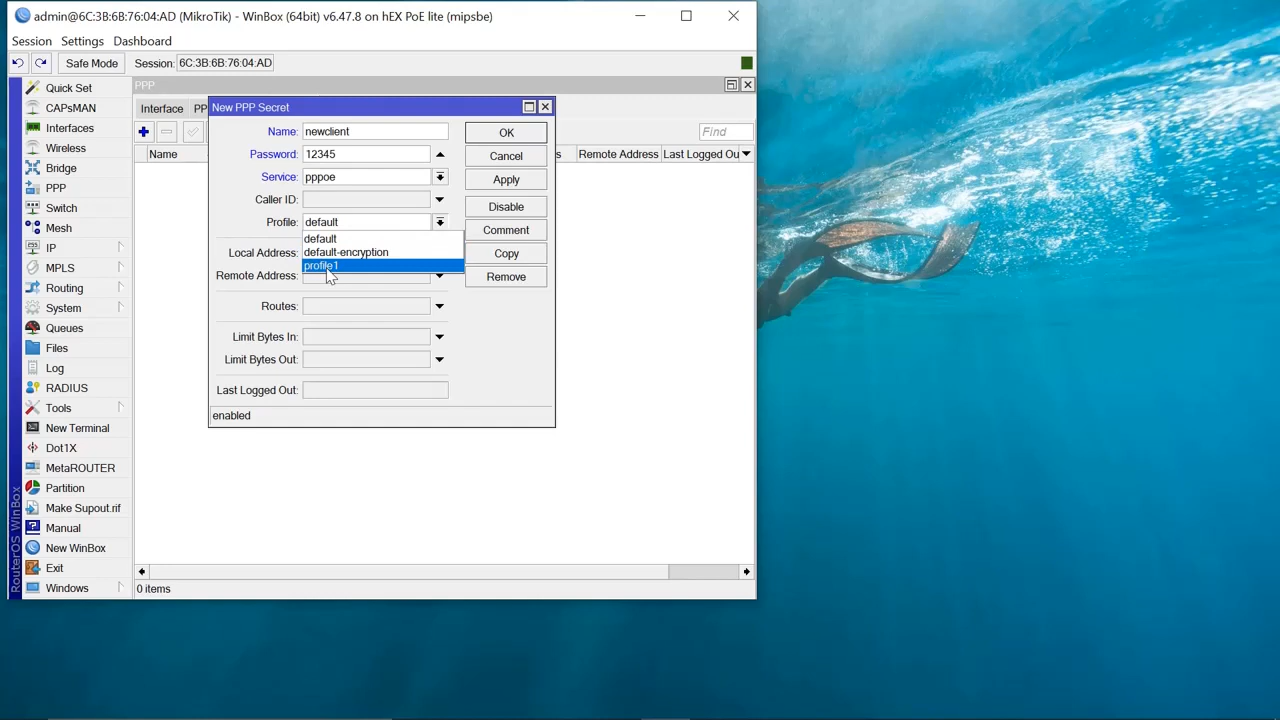 admin@6C:3B:6B:76:04:AD (MikroTik) - WinBox (64bit) v6.47.8 on hEX PoE lite (mipsbe)
Session Settings Dashboard
Safe Mode Session: 6C:3B:6B:76:04:AD
Quick Set
CAPsMAN
Interfaces
Wireless
Bridge
PPP
Switch
Mesh
IP
MPLS
Routing
System
Queues
Files
Log
RADIUS
Tools
New Terminal
Dot1X
MetaROUTER
Partition
Make Supout.rif
Manual
New WinBox
Exit
Windows
RouterOS WinBox
PPP
Interface PP
Find
Name s Remote Address Last Logged Ou
New PPP Secret
Name: newclient
Password: 12345
Service: pppoe
Caller ID:
Profile: default
default
default-encryption
profile1
Local Address:
Remote Address:
Routes:
Limit Bytes In:
Limit Bytes Out:
Last Logged Out:
enabled
OK
Cancel
Apply
Disable
Comment
Copy
Remove
0 items